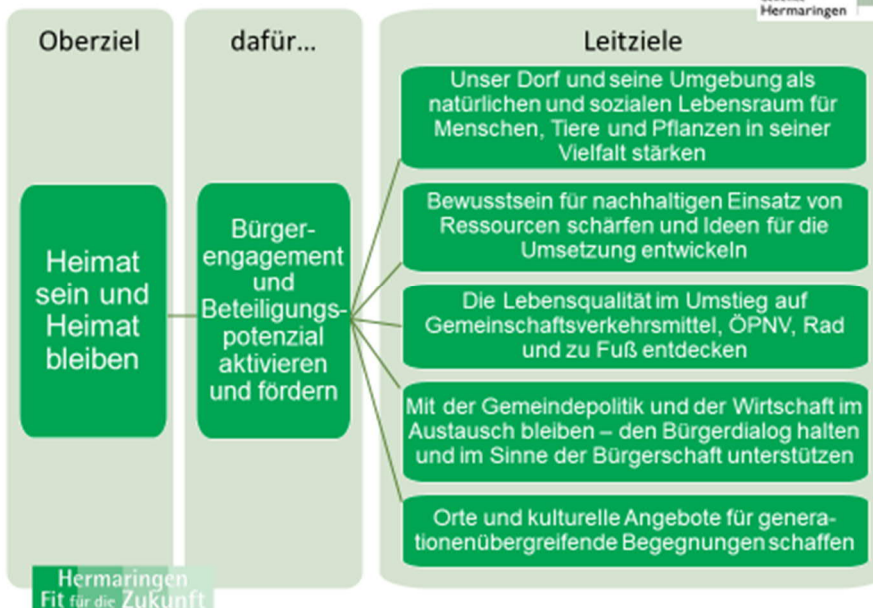 Hermaringen
Oberziel
dafür...
Leitziele
Heimat
sein und
Heimat
bleiben
Bürger-
engagement
und
Beteiligungs-
potenzial
aktivieren
und fördern
Unser Dorf und seine Umgebung als
natürlichen und sozialen Lebensraum für
Menschen, Tiere und Pflanzen in seiner
Vielfalt stärken
Bewusstsein für nachhaltigen Einsatz von
Ressourcen schärfen und Ideen für die
Umsetzung entwickeln
Die Lebensqualität im Umstieg auf
Gemeinschaftsverkehrsmittel, ÖPNV, Rad
und zu Fuß entdecken
Mit der Gemeindepolitik und der Wirtschaft im
Austausch bleiben – den Bürgerdialog halten
und im Sinne der Bürgerschaft unterstützen
Orte und kulturelle Angebote für genera-
tionenübergreifende Begegnungen schaffen
Hermaringen
Fit für die Zukunft